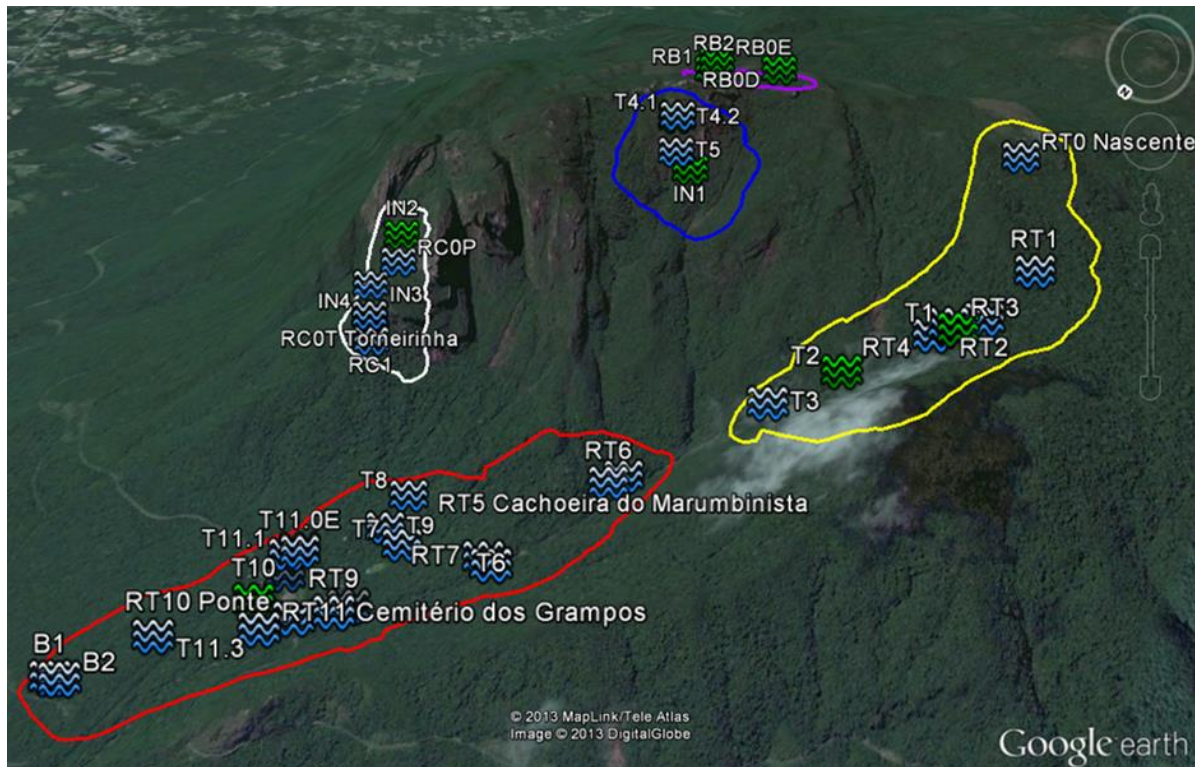 RB2
RB1
RB0E
RB0D
T4.1
T4.2
T5
IN1
RT0 Nascente
IN2
RC0P
IN3
IN4
RC0T Torneirinha
RC1
RT1
T1
RT3
RT2
RT4
T2
T3
RT6
T8
RT5 Cachoeira do Marumbinista
T7
T9
RT7
T6
T11.0E
T11.1
T10
RT9
RT10 Ponte
RT11 Cemitério dos Grampos
T11.3
B1
B2
N
© 2013 MapLink/Tele Atlas
Image © 2013 DigitalGlobe
Google earth